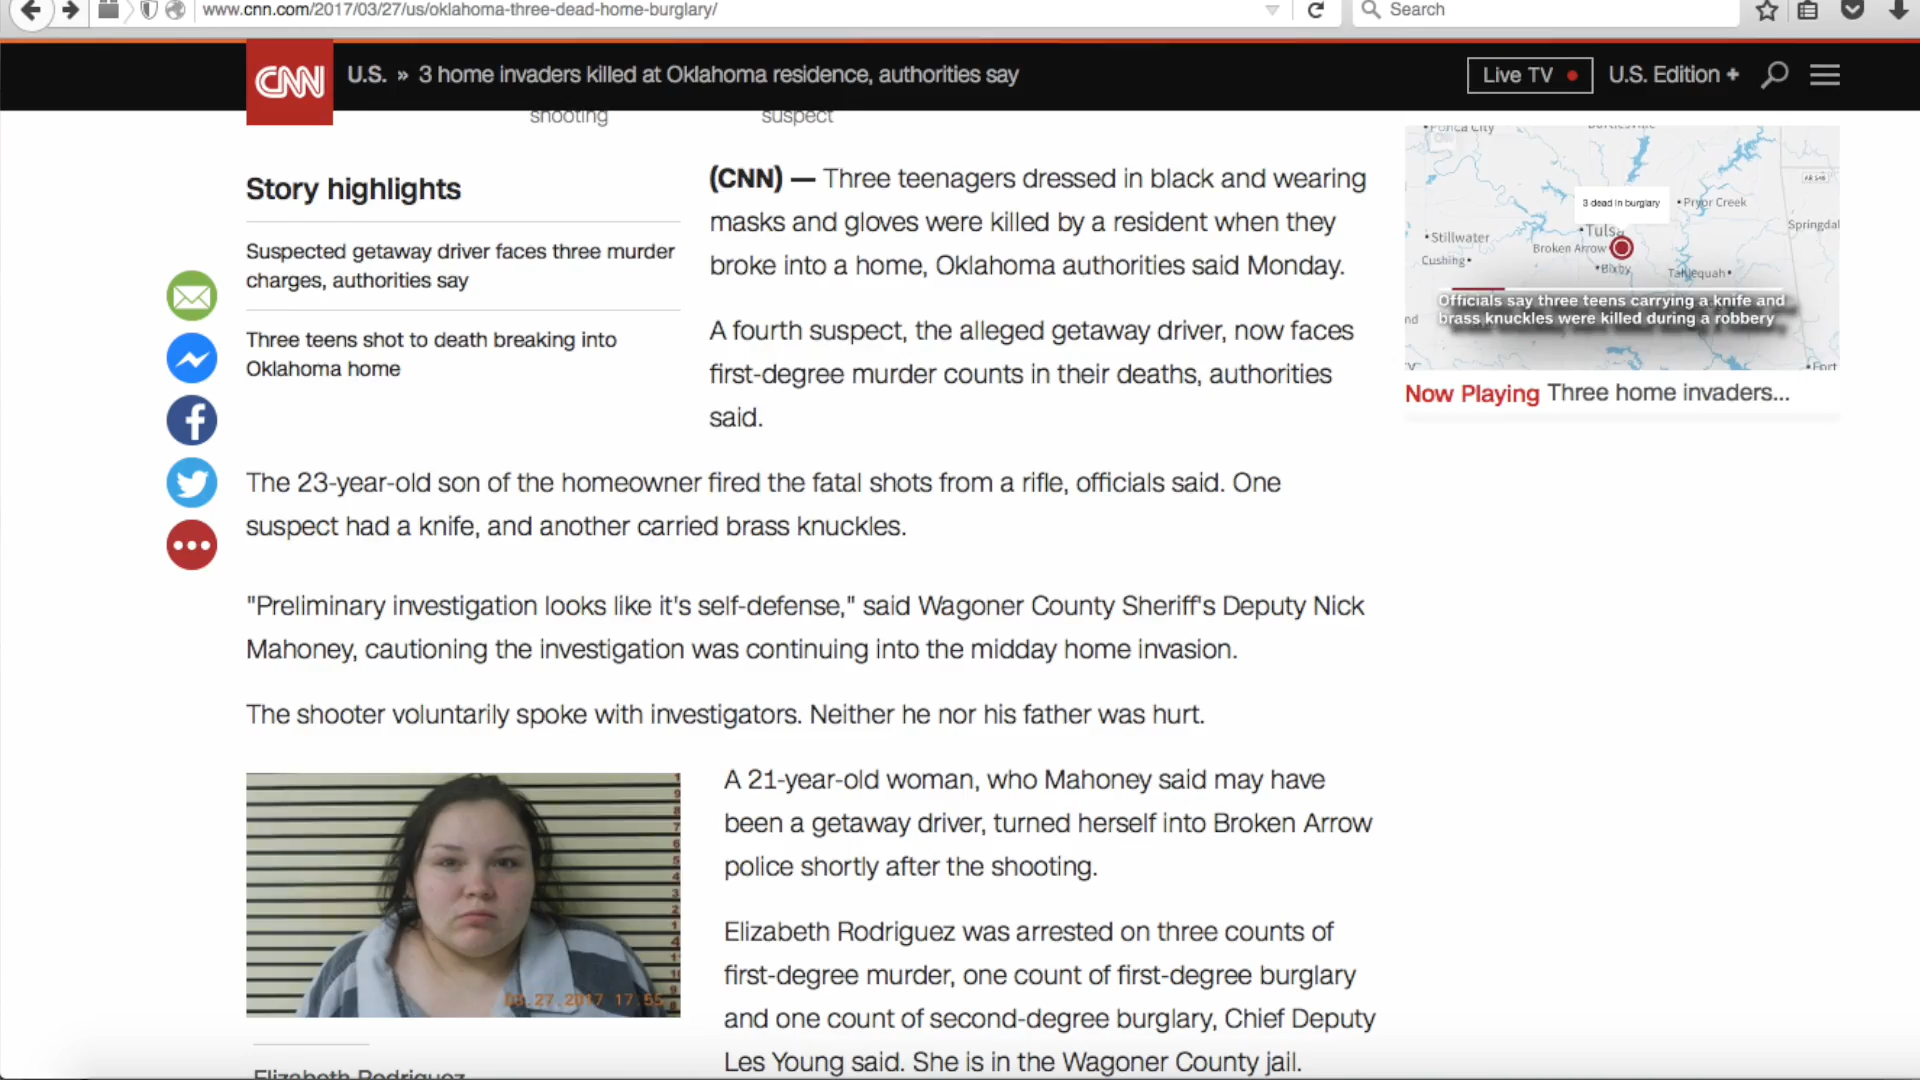 www.cnn.com/2017/03/27/us/oklahoma-three-dead-home-burglary/
Search
CNN
U.S. » 3 home invaders killed at Oklahoma residence, authorities say
Live TV
U.S. Edition +
shooting
suspect
Story highlights
Suspected getaway driver faces three murder
charges, authorities say
Three teens shot to death breaking into
Oklahoma home
(CNN) — Three teenagers dressed in black and wearing
masks and gloves were killed by a resident when they
broke into a home, Oklahoma authorities said Monday.
A fourth suspect, the alleged getaway driver, now faces
first-degree murder counts in their deaths, authorities
said.
The 23-year-old son of the homeowner fired the fatal shots from a rifle, officials said. One
suspect had a knife, and another carried brass knuckles.
"Preliminary investigation looks like it's self-defense," said Wagoner County Sheriff's Deputy Nick
Mahoney, cautioning the investigation was continuing into the midday home invasion.
The shooter voluntarily spoke with investigators. Neither he nor his father was hurt.
A 21-year-old woman, who Mahoney said may have
been a getaway driver, turned herself into Broken Arrow
police shortly after the shooting.
Elizabeth Rodriguez was arrested on three counts of
first-degree murder, one count of first-degree burglary
and one count of second-degree burglary, Chief Deputy
Les Young said. She is in the Wagoner County jail.
03.27.2017 17:55
Elizabeth Rodriguez
Ponca City
Bartlesville
AR 549
3 dead in burglary
Pryor Creek
Springdal
Stillwater
Tulsa
Broken Arrow
Cushing
Bixby
Tahlequah
Officials say three teens carrying a knife and
brass knuckles were killed during a robbery
Fort
Now Playing Three home invaders...